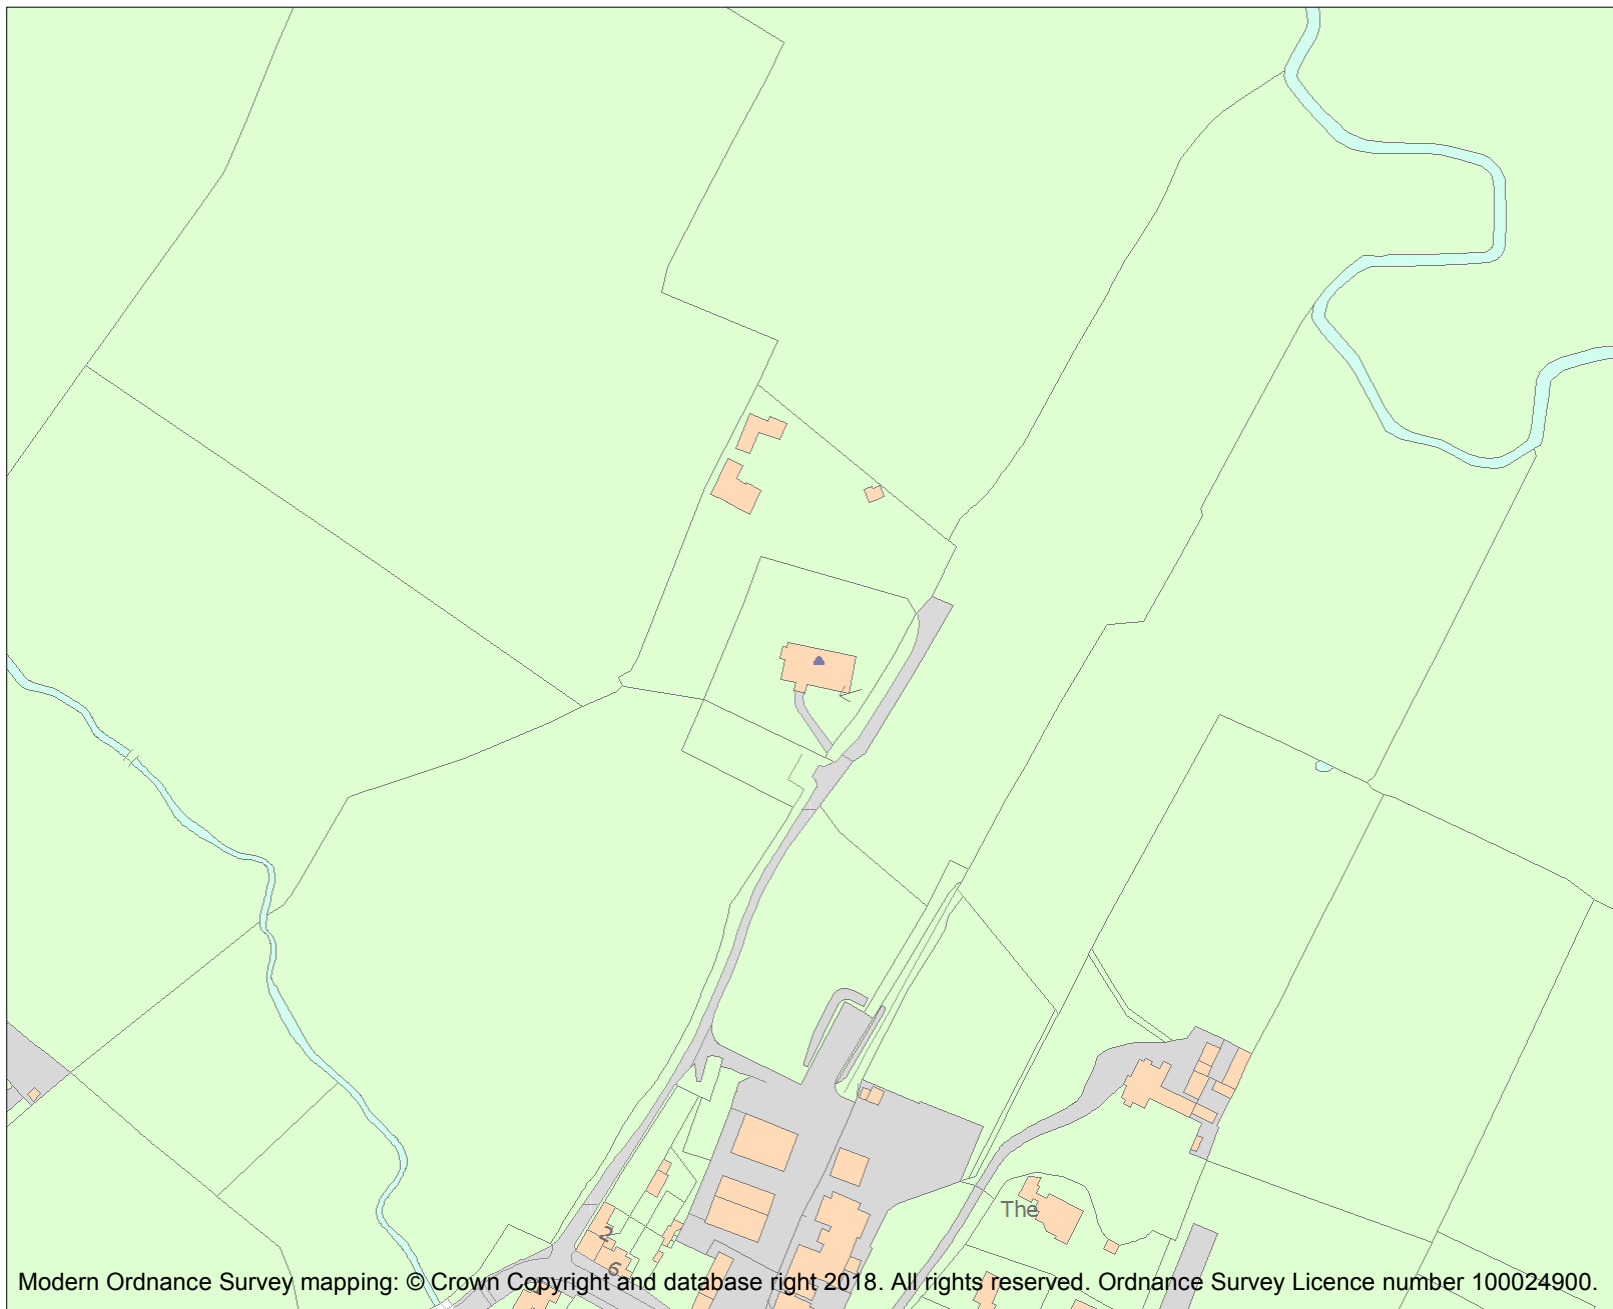 The
2
6
Modern Ordnance Survey mapping: © Crown Copyright and database right 2018. All rights reserved. Ordnance Survey Licence number 100024900.